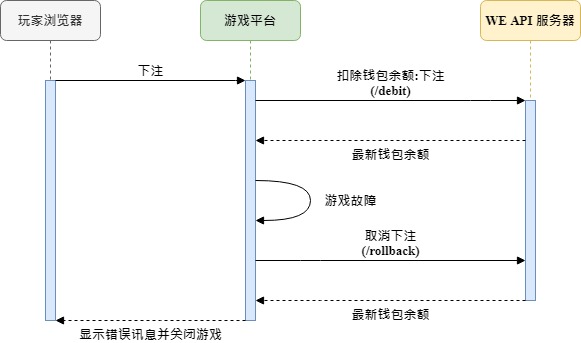 玩家浏览器
游戏平台
WE API 服务器
下注
扣除钱包余额:下注
(/debit)
最新钱包余额
游戏故障
取消下注
(/rollback)
最新钱包余额
显示错误讯息并关闭游戏